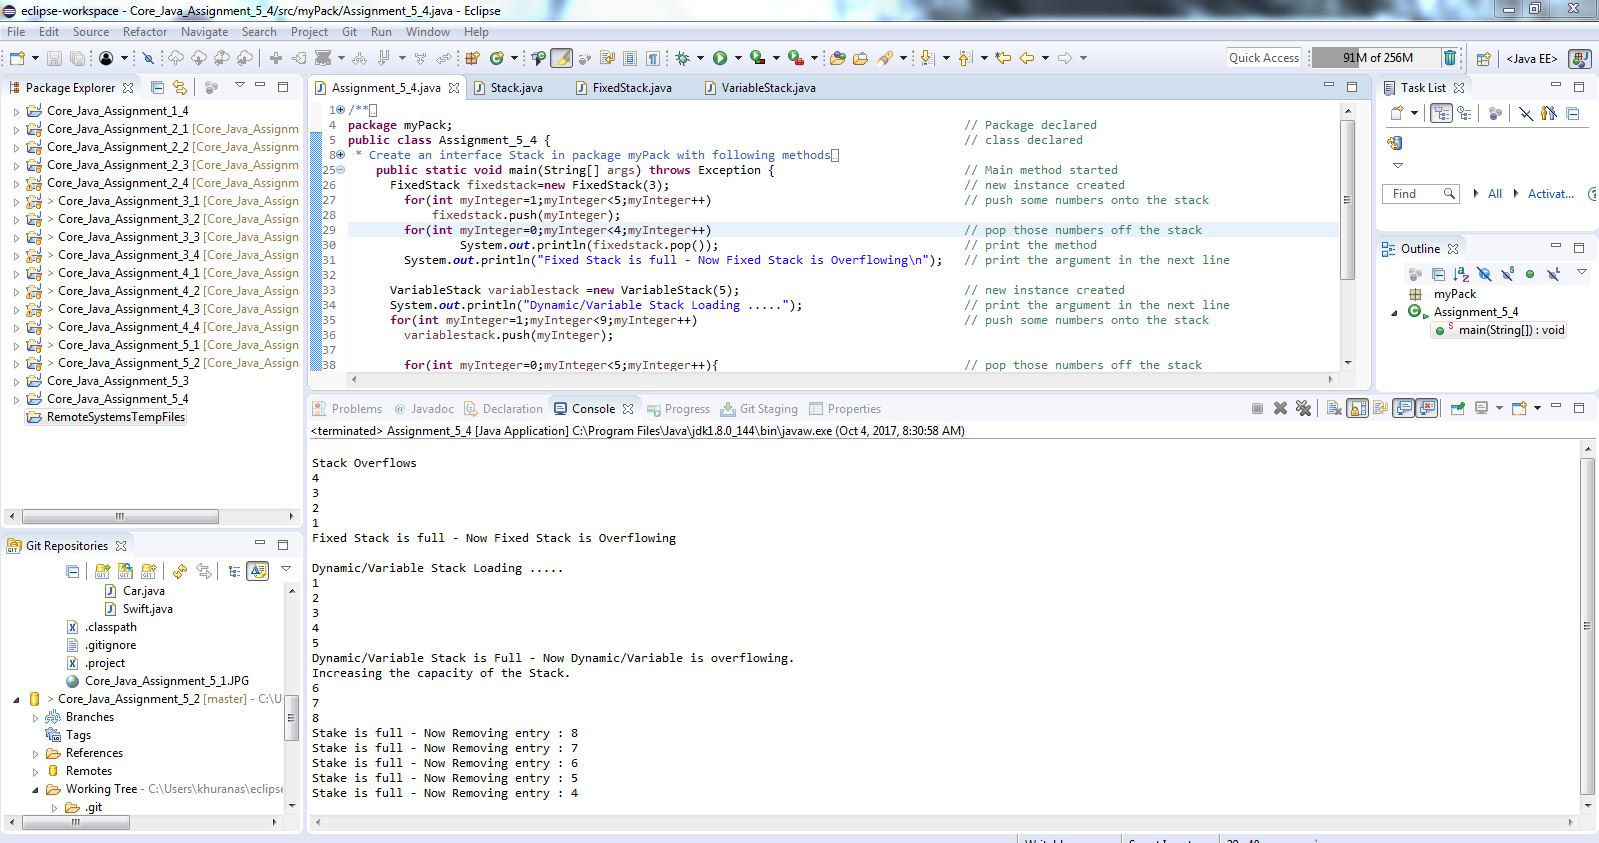 eclipse-workspace - Core_Java_Assignment_5_4/src/myPack/Assignment_5_4.java - Eclipse
File Edit Source Refactor Navigate Search Project Git Run Window Help
Quick Access
91M of 256M
<Java EE>
Package Explorer
Core_Java_Assignment_1_4
Core_Java_Assignment_2_1 [Core_Java_Assignm
Core_Java_Assignment_2_2 [Core_Java_Assignm
Core_Java_Assignment_2_3 [Core_Java_Assignm
Core_Java_Assignment_2_4 [Core_Java_Assignm
> Core_Java_Assignment_3_1 [Core_Java_Assign
> Core_Java_Assignment_3_2 [Core_Java_Assign
> Core_Java_Assignment_3_3 [Core_Java_Assign
> Core_Java_Assignment_3_4 [Core_Java_Assign
> Core_Java_Assignment_4_1 [Core_Java_Assign
> Core_Java_Assignment_4_2 [Core_Java_Assign
> Core_Java_Assignment_4_3 [Core_Java_Assign
> Core_Java_Assignment_4_4 [Core_Java_Assign
> Core_Java_Assignment_5_1 [Core_Java_Assign
> Core_Java_Assignment_5_2 [Core_Java_Assign
Core_Java_Assignment_5_3
Core_Java_Assignment_5_4
RemoteSystemsTempFiles
Git Repositories
Car.java
Swift.java
.classpath
.gitignore
.project
Core_Java_Assignment_5_1.JPG
> Core_Java_Assignment_5_2 [master] - C:\U
Branches
Tags
References
Remotes
Working Tree - C:\Users\khuranas\eclipse
.git
Assignment_5_4.java Stack.java FixedStack.java VariableStack.java
1 /**
4 package myPack; // Package declared
5 public class Assignment_5_4 { // class declared
8 * Create an interface Stack in package myPack with following methods
25 public static void main(String[] args) throws Exception { // Main method started
26 FixedStack fixedstack=new FixedStack(3); // new instance created
27 for(int myInteger=1;myInteger<5;myInteger++) // push some numbers onto the stack
28 fixedstack.push(myInteger);
29 for(int myInteger=0;myInteger<4;myInteger++) // pop those numbers off the stack
30 System.out.println(fixedstack.pop()); // print the method
31 System.out.println("Fixed Stack is full - Now Fixed Stack is Overflowing\n"); // print the argument in the next line
32
33 VariableStack variablestack =new VariableStack(5); // new instance created
34 System.out.println("Dynamic/Variable Stack Loading ....."); // print the argument in the next line
35 for(int myInteger=1;myInteger<9;myInteger++) // push some numbers onto the stack
36 variablestack.push(myInteger);
37
38 for(int myInteger=0;myInteger<5;myInteger++){ // pop those numbers off the stack
Task List
Find All Activat...
Outline
myPack
Assignment_5_4
main(String[]) : void
Problems @ Javadoc Declaration Console Progress Git Staging Properties
<terminated> Assignment_5_4 [Java Application] C:\Program Files\Java\jdk1.8.0_144\bin\javaw.exe (Oct 4, 2017, 8:30:58 AM)
Stack Overflows
4
3
2
1
Fixed Stack is full - Now Fixed Stack is Overflowing
Dynamic/Variable Stack Loading .....
1
2
3
4
5
Dynamic/Variable Stack is Full - Now Dynamic/Variable is overflowing.
Increasing the capacity of the Stack.
6
7
8
Stake is full - Now Removing entry : 8
Stake is full - Now Removing entry : 7
Stake is full - Now Removing entry : 6
Stake is full - Now Removing entry : 5
Stake is full - Now Removing entry : 4